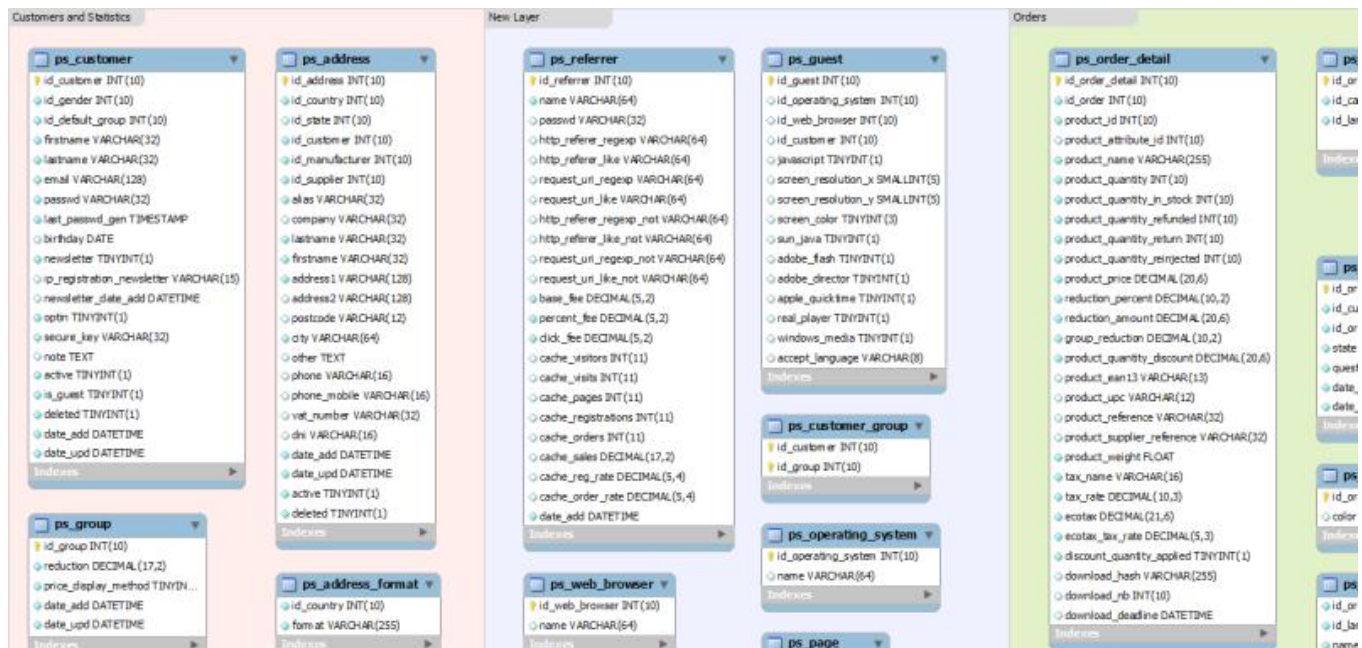 Customers and Statistics
ps_customer
id_customer INT(10)
id_gender INT(10)
id_default_group INT(10)
firstname VARCHAR(32)
lastname VARCHAR(32)
email VARCHAR(128)
passwd VARCHAR(32)
last_passwd_gen TIMESTAMP
birthday DATE
newsletter TINYINT(1)
ip_registration_newsletter VARCHAR(15)
newsletter_date_add DATETIME
optin TINYINT(1)
secure_key VARCHAR(32)
note TEXT
active TINYINT(1)
is_guest TINYINT(1)
deleted TINYINT(1)
date_add DATETIME
date_upd DATETIME
Indexes
ps_group
id_group INT(10)
reduction DECIMAL(17,2)
price_display_method TINYIN...
date_add DATETIME
date_upd DATETIME
Indexes
ps_address
id_address INT(10)
id_country INT(10)
id_state INT(10)
id_customer INT(10)
id_manufacturer INT(10)
id_supplier INT(10)
alias VARCHAR(32)
company VARCHAR(32)
lastname VARCHAR(32)
firstname VARCHAR(32)
address1 VARCHAR(128)
address2 VARCHAR(128)
postcode VARCHAR(12)
city VARCHAR(64)
other TEXT
phone VARCHAR(16)
phone_mobile VARCHAR(16)
vat_number VARCHAR(32)
dni VARCHAR(16)
date_add DATETIME
date_upd DATETIME
active TINYINT(1)
deleted TINYINT(1)
Indexes
ps_address_format
id_country INT(10)
format VARCHAR(255)
Indexes
New Layer
ps_referrer
id_referrer INT(10)
name VARCHAR(64)
passwd VARCHAR(32)
http_referer_regexp VARCHAR(64)
http_referer_like VARCHAR(64)
request_uri_regexp VARCHAR(64)
request_uri_like VARCHAR(64)
http_referer_regexp_not VARCHAR(64)
http_referer_like_not VARCHAR(64)
request_uri_regexp_not VARCHAR(64)
request_uri_like_not VARCHAR(64)
base_fee DECIMAL(5,2)
percent_fee DECIMAL(5,2)
click_fee DECIMAL(5,2)
cache_visitors INT(11)
cache_visits INT(11)
cache_pages INT(11)
cache_registrations INT(11)
cache_orders INT(11)
cache_sales DECIMAL(17,2)
cache_reg_rate DECIMAL(5,4)
cache_order_rate DECIMAL(5,4)
date_add DATETIME
Indexes
ps_web_browser
id_web_browser INT(10)
name VARCHAR(64)
Indexes
ps_guest
id_guest INT(10)
id_operating_system INT(10)
id_web_browser INT(10)
id_customer INT(10)
javascript TINYINT(1)
screen_resolution_x SMALLINT(5)
screen_resolution_y SMALLINT(5)
screen_color TINYINT(3)
sun_java TINYINT(1)
adobe_flash TINYINT(1)
adobe_director TINYINT(1)
apple_quicktime TINYINT(1)
real_player TINYINT(1)
windows_media TINYINT(1)
accept_language VARCHAR(8)
Indexes
ps_customer_group
id_customer INT(10)
id_group INT(10)
Indexes
ps_operating_system
id_operating_system INT(10)
name VARCHAR(64)
Indexes
ps_page
Orders
ps_order_detail
id_order_detail INT(10)
id_order INT(10)
product_id INT(10)
product_attribute_id INT(10)
product_name VARCHAR(255)
product_quantity INT(10)
product_quantity_in_stock INT(10)
product_quantity_refunded INT(10)
product_quantity_return INT(10)
product_quantity_reinjected INT(10)
product_price DECIMAL(20,6)
reduction_percent DECIMAL(10,2)
reduction_amount DECIMAL(20,6)
group_reduction DECIMAL(10,2)
product_quantity_discount DECIMAL(20,6)
product_ean13 VARCHAR(13)
product_upc VARCHAR(12)
product_reference VARCHAR(32)
product_supplier_reference VARCHAR(32)
product_weight FLOAT
tax_name VARCHAR(16)
tax_rate DECIMAL(10,3)
ecotax DECIMAL(21,6)
ecotax_tax_rate DECIMAL(5,3)
discount_quantity_applied TINYINT(1)
download_hash VARCHAR(255)
download_nb INT(10)
download_deadline DATETIME
Indexes
state
color
name